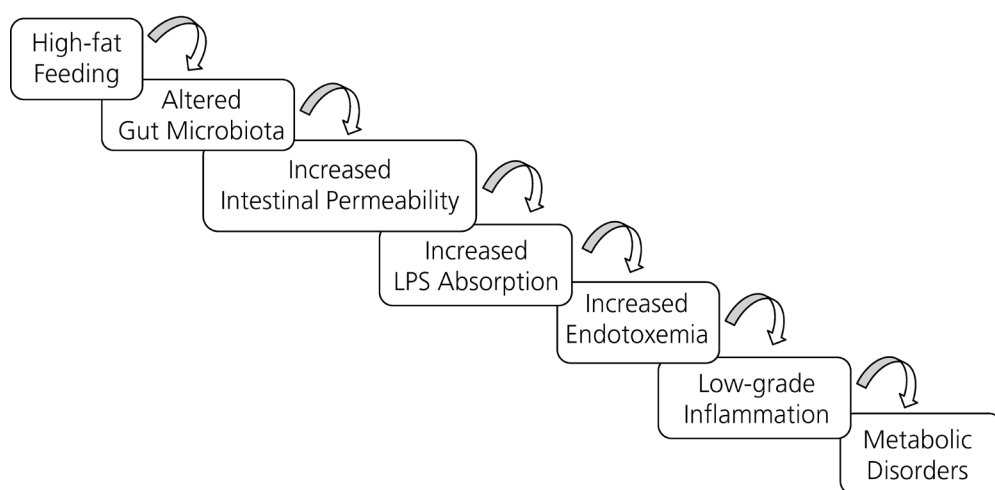 High-fat
Feeding
Altered
Gut Microbiota
Increased
Intestinal Permeability
Increased
LPS Absorption
Increased
Endotoxemia
Low-grade
Inflammation
Metabolic
Disorders